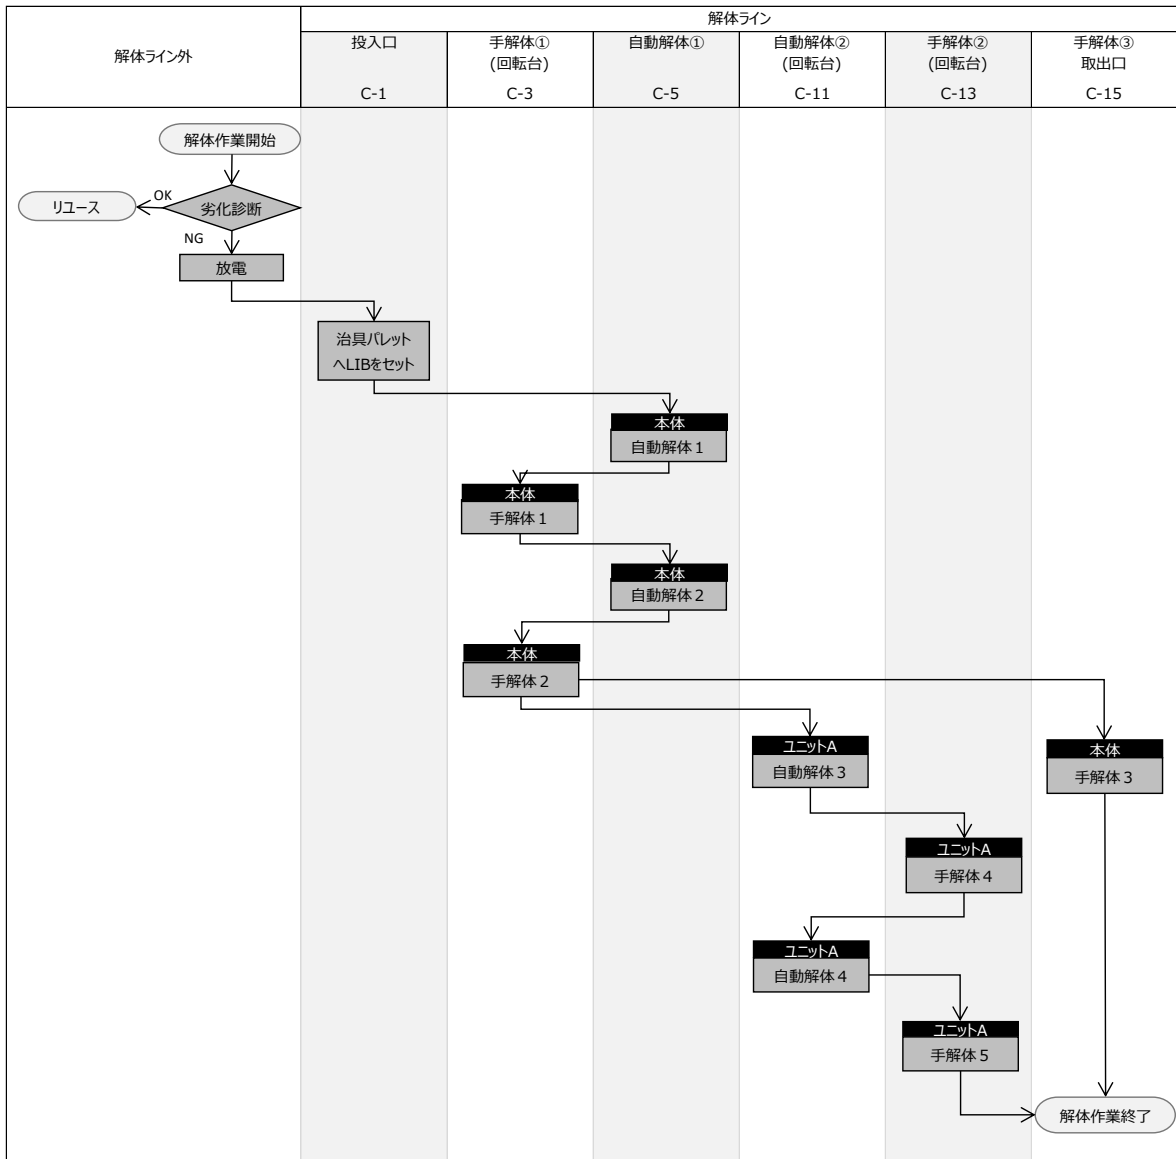 解体ライン外
解体ライン
投入口
C-1
手解体①
(回転台)
C-3
自動解体①
C-5
自動解体②
(回転台)
C-11
手解体②
(回転台)
C-13
手解体③
取出口
C-15
解体作業開始
劣化診断
OK
リユース
NG
放電
治具パレット
へLIBをセット
本体
自動解体１
本体
手解体１
本体
自動解体２
本体
手解体２
ユニットA
自動解体３
本体
手解体３
ユニットA
手解体４
ユニットA
自動解体４
ユニットA
手解体５
解体作業終了